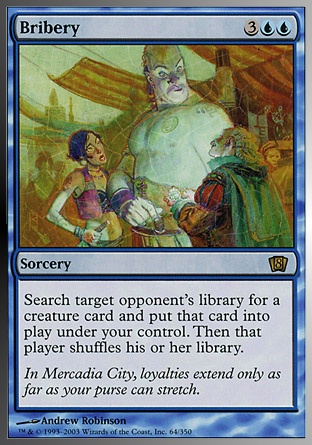 Bribery 3
Sorcery 8
Search target opponent's library for a
creature card and put that card into
play under your control. Then that
player shuffles his or her library.
In Mercadia City, loyalties extend only as
far as your purse can stretch.
Andrew Robinson
™ & © 1993-2003 Wizards of the Coast, Inc. 64/350